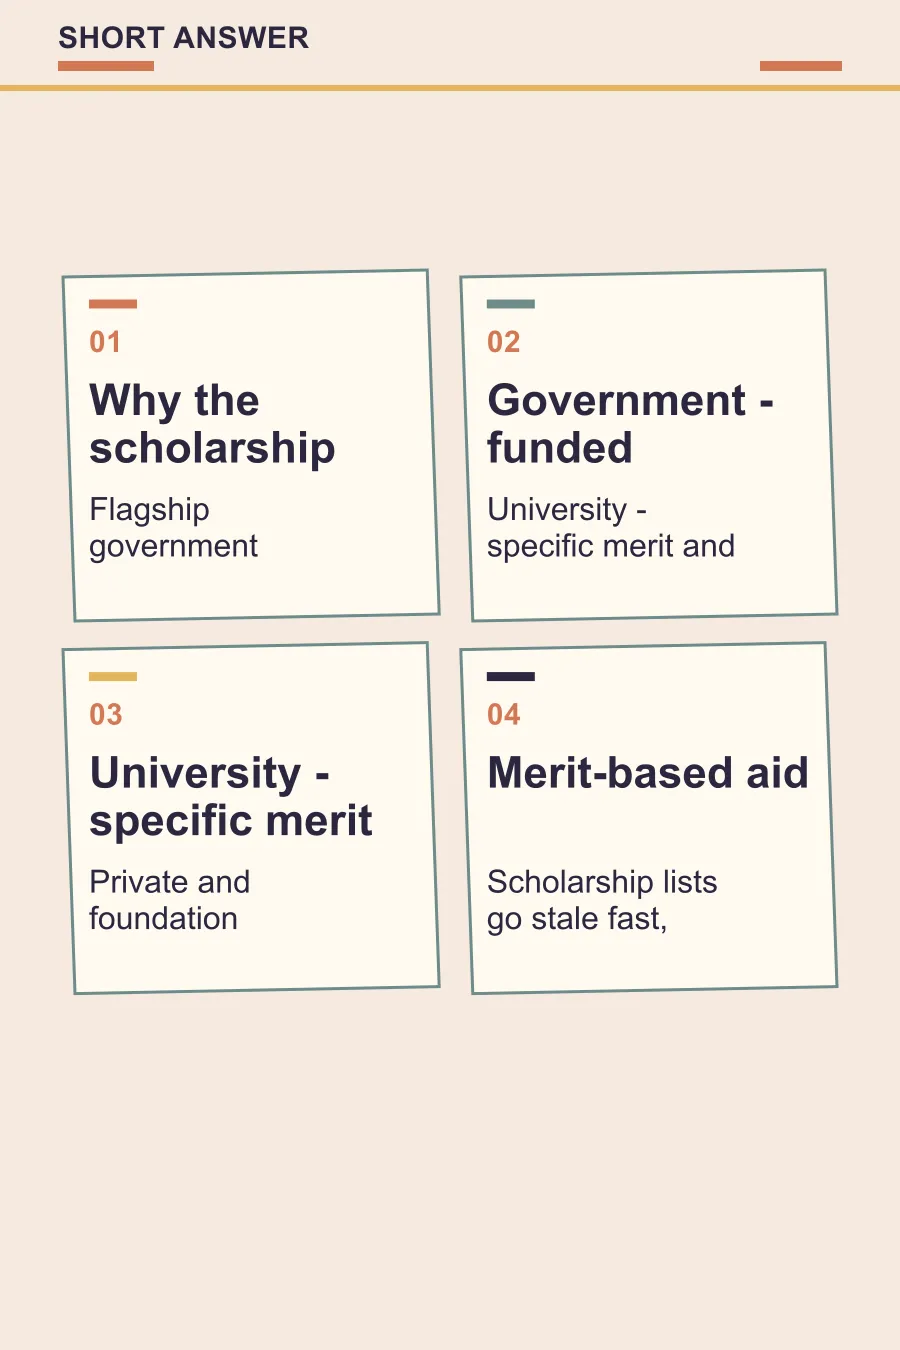 SHORT ANSWER
01
Why the
scholarship
Flagship
government
02
Government -
funded
University -
specific merit and
03
University -
specific merit
Private and
foundation
04
Merit-based aid
Scholarship lists
go stale fast,